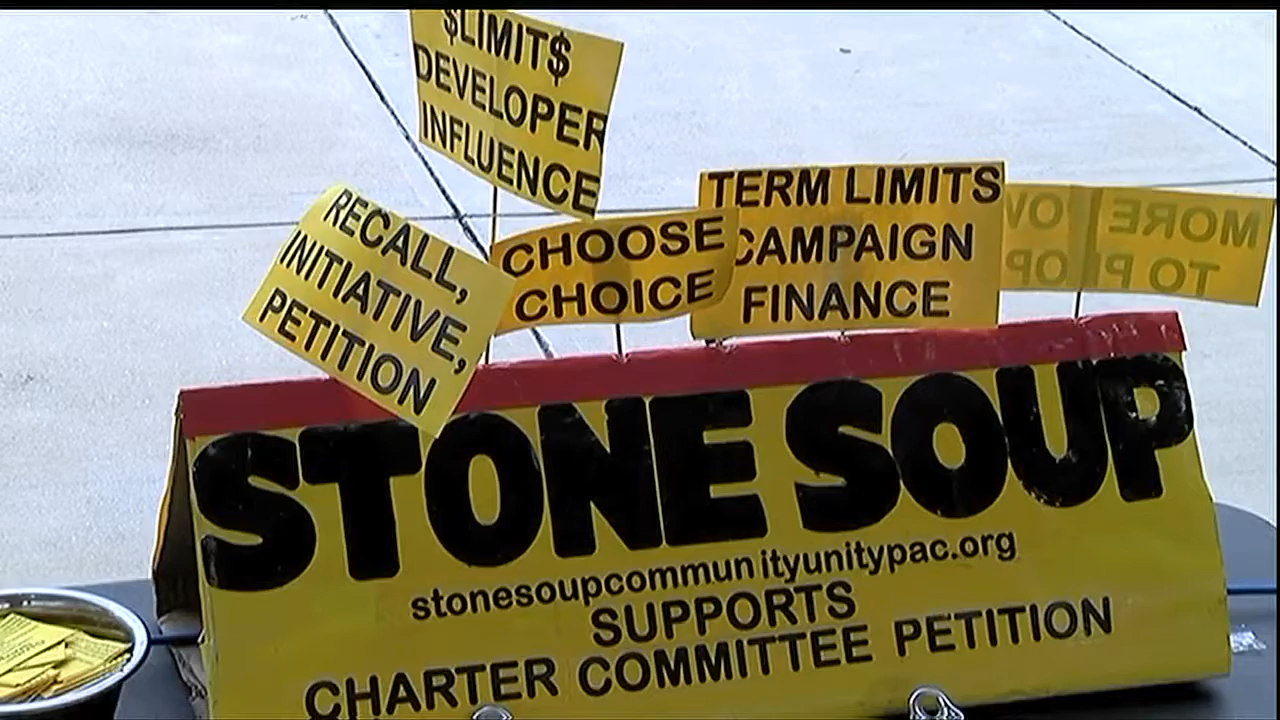 $LIMIT$
DEVELOPER
INFLUENCE
RECALL,
INITIATIVE,
PETITION
CHOOSE
CHOICE
TERM LIMITS
CAMPAIGN
FINANCE
MORE
TO
STONE SOUP
stonesoupcommunityunitypac.org
SUPPORTS
CHARTER COMMITTEE PETITION